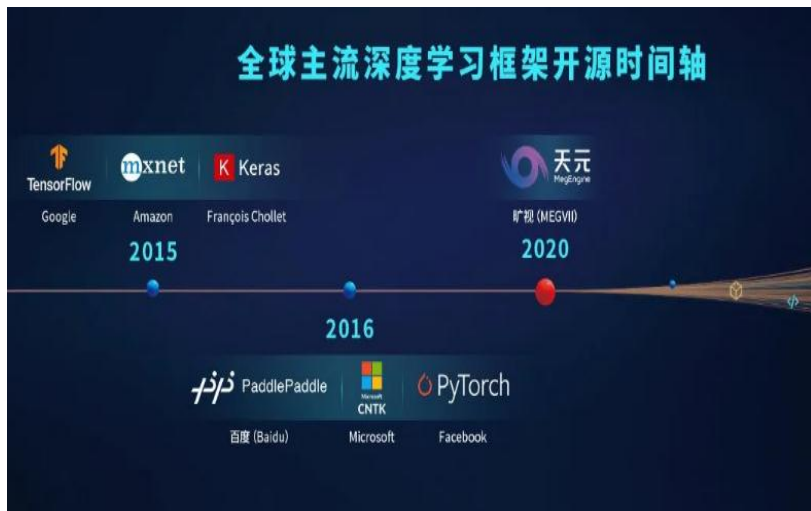 全球主流深度学习框架开源时间轴
TensorFlow
mxnet
K Keras
天元
MegEngine
Google
Amazon
François Chollet
旷视 (MEGVII)
2015
2020
2016
PaddlePaddle
Microsoft
CNTK
PyTorch
百度 (Baidu)
Microsoft
Facebook